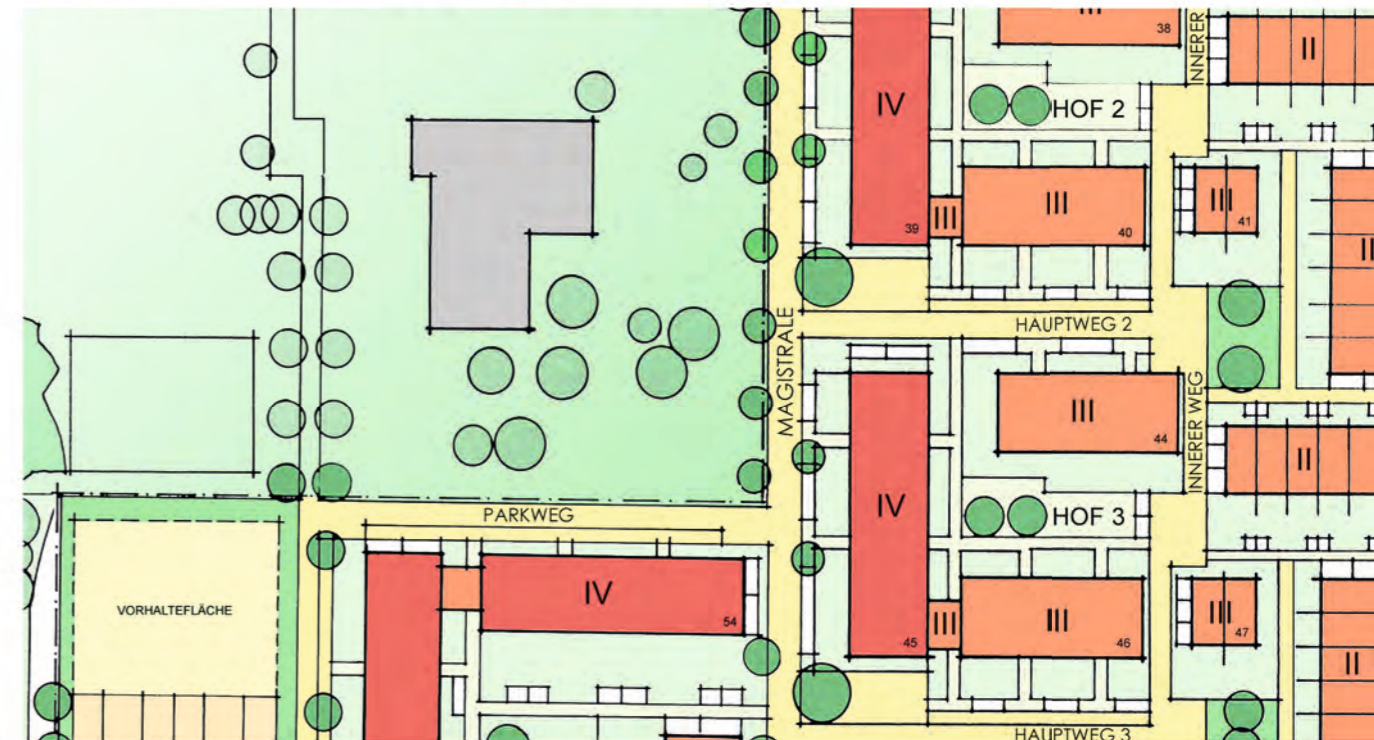 III
38
INNERER
II
IV
HOF 2
39
III
III
40
III
41
II
HAUPTWEG 2
MAGISTRALE
III
44
INNERER WEG
II
IV
HOF 3
PARKWEG
VORHALTEFLÄCHE
IV
54
45
III
III
46
III
47
II
HAUPTWEG 3